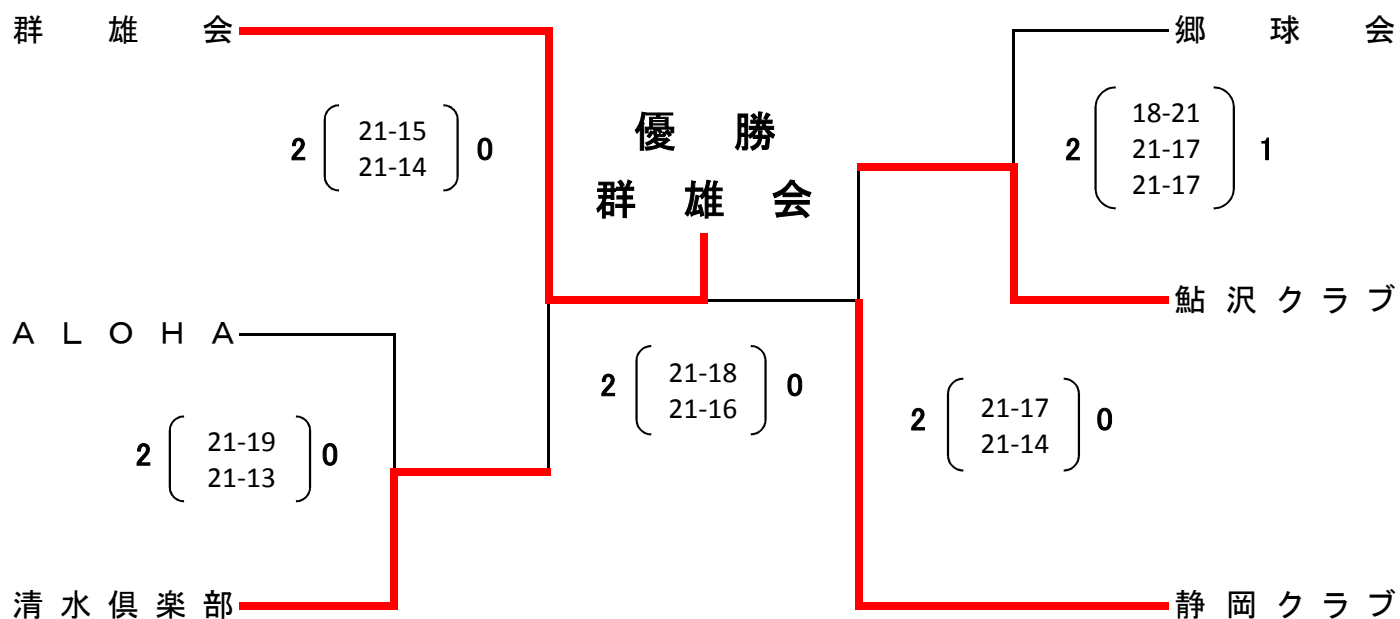 群雄会
郷球会
優勝
群雄会
2 21-15 0
21-14
2 18-21 1
21-17
21-17
鮎沢クラブ
ＡＬＯＨＡ
2 21-18 0
21-16
2 21-17 0
21-14
2 21-19 0
21-13
清水倶楽部
静岡クラブ